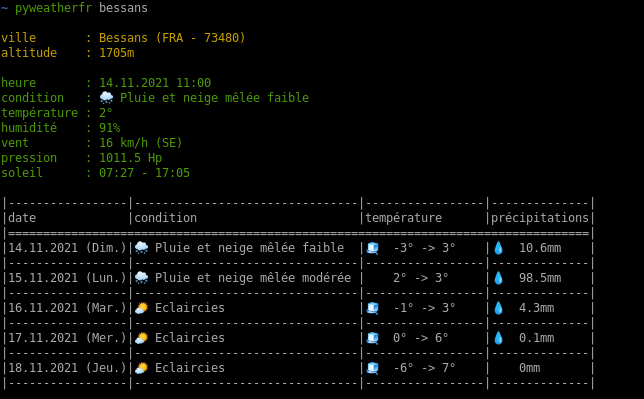 ~ pyweatherfr bessans
ville       : Bessans (FRA - 73480)
altitude    : 1705m
heure       : 14.11.2021 11:00
condition   : 🌨️ Pluie et neige mêlée faible
température : 2°
humidité    : 91%
vent        : 16 km/h (SE)
pression    : 1011.5 Hp
soleil      : 07:27 - 17:05
|-----------------|--------------------------------|-----------------|--------------|
|date             |condition                       |température      |précipitations|
|===================================================================================|
|14.11.2021 (Dim.)|🌨️ Pluie et neige mêlée faible  |🧊  -3° -> 3°    |💧  10.6mm    |
|-----------------|--------------------------------|-----------------|--------------|
|15.11.2021 (Lun.)|🌨️ Pluie et neige mêlée modérée |    2° -> 3°     |💧  98.5mm    |
|-----------------|--------------------------------|-----------------|--------------|
|16.11.2021 (Mar.)|🌤️ Eclaircies                   |🧊  -1° -> 3°    |💧  4.3mm     |
|-----------------|--------------------------------|-----------------|--------------|
|17.11.2021 (Mer.)|🌤️ Eclaircies                   |🧊  0° -> 6°     |💧  0.1mm     |
|-----------------|--------------------------------|-----------------|--------------|
|18.11.2021 (Jeu.)|🌤️ Eclaircies                   |🧊  -6° -> 7°    |    0mm       |
|-----------------|--------------------------------|-----------------|--------------|